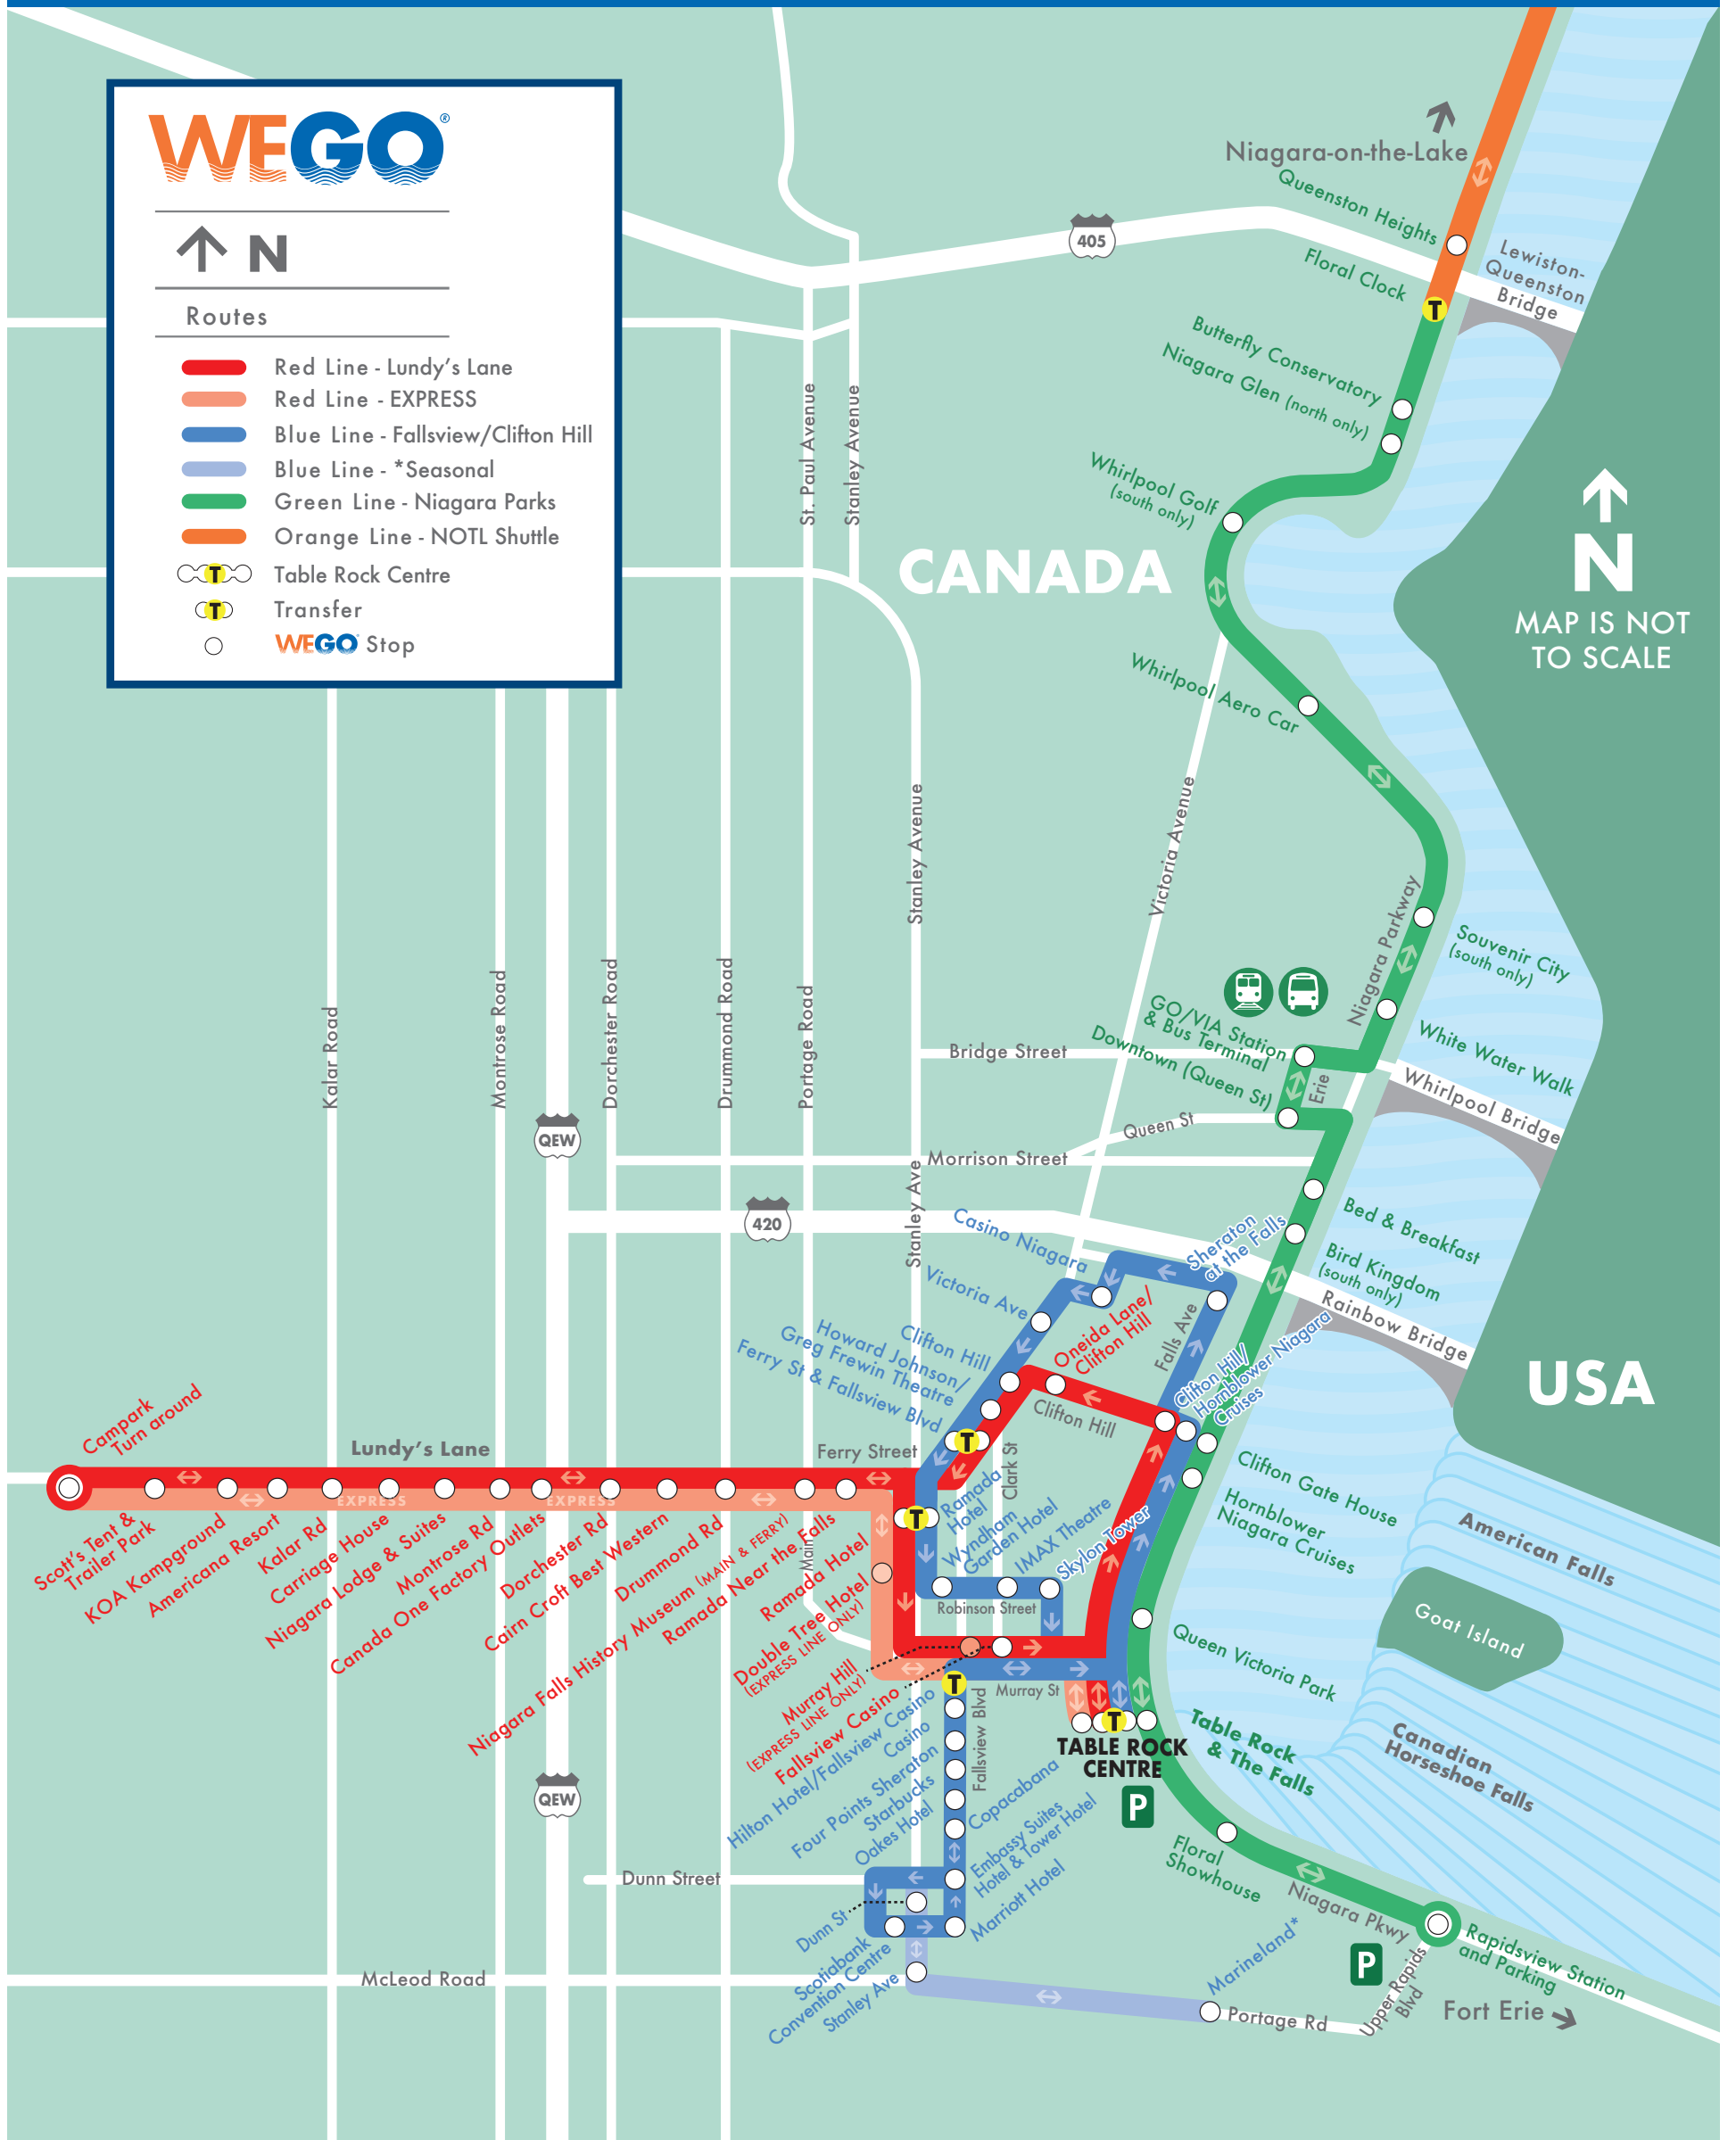 WEGO®
N
Routes
Red Line - Lundy's Lane
Red Line - EXPRESS
Blue Line - Fallsview/Clifton Hill
Blue Line - *Seasonal
Green Line - Niagara Parks
Orange Line - NOTL Shuttle
T Table Rock Centre
T Transfer
WEGO Stop
Niagara-on-the-Lake
Queenston Heights
405
Floral Clock
T
Lewiston-
Queenston
Bridge
Butterfly Conservatory
Niagara Glen (north only)
St. Paul Avenue
Stanley Avenue
Whirlpool Golf
(south only)
CANADA
N
MAP IS NOT
TO SCALE
Whirlpool Aero Car
Stanley Avenue
Victoria Avenue
Niagara Parkway
Souvenir City
(south only)
Kalar Road
Montrose Road
Dorchester Road
Drummond Road
Portage Road
GO/VIA Station
& Bus Terminal
Downtown (Queen St)
Bridge Street
Erie
White Water Walk
Whirlpool Bridge
QEW
Queen St
Morrison Street
Stanley Ave
420
Bed & Breakfast
Bird Kingdom
(south only)
Rainbow Bridge
Casino Niagara
Sheraton
at the Falls
Victoria Ave
Oneida Lane/
Clifton Hill
Falls Ave
Clifton Hill
Howard Johnson/
Greg Frewin Theatre
Ferry St & Fallsview Blvd
Clifton Hill/
Hornblower Niagara
Cruises
USA
Clifton Hill
Campark
Turn around
Lundy's Lane
Ferry Street
T
Clark St
Clifton Gate House
Hornblower
Niagara Cruises
American Falls
EXPRESS
EXPRESS
T
Ramada
Hotel
Wyndham
Garden Hotel
IMAX Theatre
Skylon Tower
Robinson Street
Goat Island
Scott's Tent &
Trailer Park
KOA Kampground
Americana Resort
Kalar Rd
Carriage House
Niagara Lodge & Suites
Montrose Rd
Canada One Factory Outlets
Dorchester Rd
Cairn Croft Best Western
Drummond Rd
Niagara Falls History Museum (MAIN & FERRY)
Ramada Near the Falls
Main
Ramada Hotel
Double Tree Hotel
(EXPRESS LINE ONLY)
Murray Hill
(EXPRESS LINE ONLY)
Fallsview Casino
Queen Victoria Park
T
Murray St
Fallsview Blvd
T
TABLE ROCK
CENTRE
P
Table Rock
& The Falls
Canadian
Horseshoe Falls
Hilton Hotel/Fallsview Casino
Casino
Four Points Sheraton
Starbucks
Oakes Hotel
Copacabana
Embassy Suites
Hotel & Tower Hotel
Marriott Hotel
QEW
Dunn Street
Dunn St
Scotiabank
Convention Centre
Stanley Ave
Floral
Showhouse
Niagara Pkwy
Marineland*
P
Rapidsview Station
and Parking
Upper Rapids
Blvd
McLeod Road
Portage Rd
Fort Erie